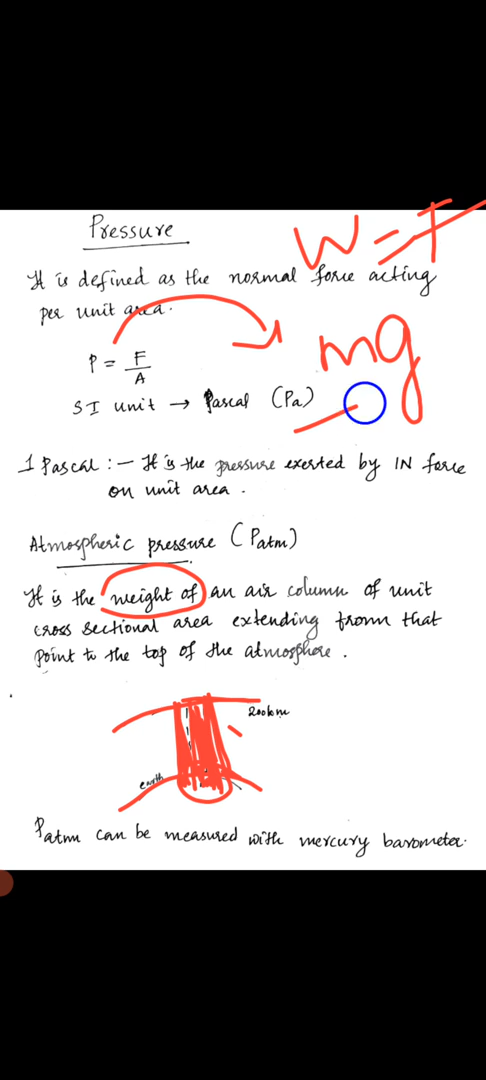 Pressure
W = F
It is defined as the normal force acting
per unit area.
P = F/A
mg
SI unit → Pascal (Pa)
1 Pascal :- It is the pressure exerted by 1N force
on unit area.
Atmospheric pressure (Patm)
It is the weight of an air column of unit
cross sectional area extending from that
point to the top of the atmosphere.
200km
earth
Patm can be measured with mercury barometer.